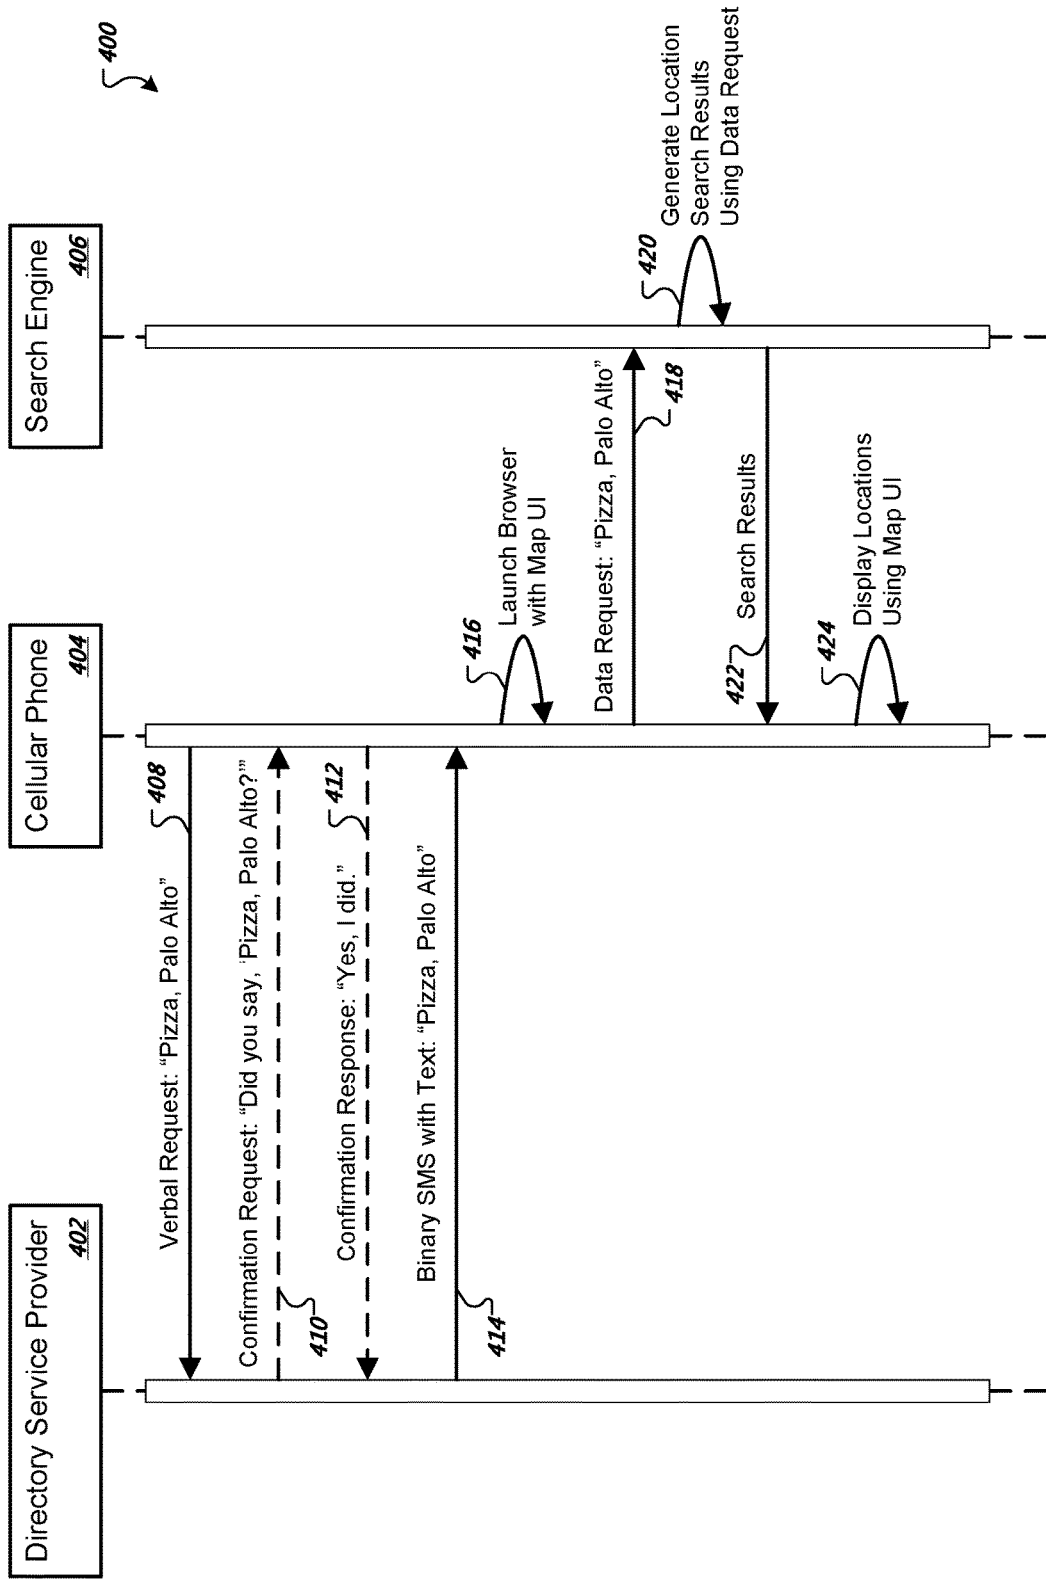 400
Directory Service Provider
402
Cellular Phone
404
Search Engine
406
Verbal Request: “Pizza, Palo Alto”
408
Confirmation Request: “Did you say, ‘Pizza, Palo Alto?’”
410
Confirmation Response: “Yes, I did.”
412
Binary SMS with Text: “Pizza, Palo Alto”
414
416
Launch Browser
with Map UI
Data Request: “Pizza, Palo Alto”
418
420
Generate Location
Search Results
Using Data Request
Search Results
422
424
Display Locations
Using Map UI